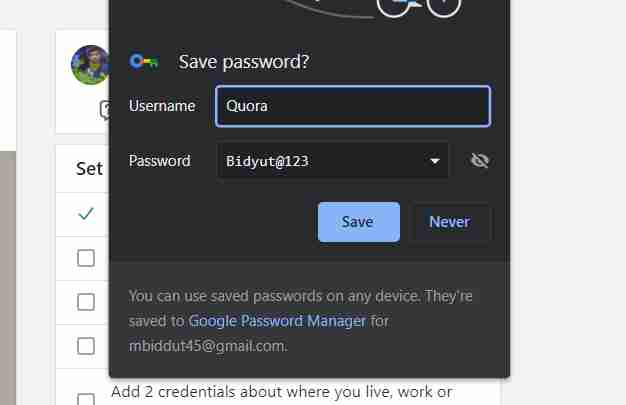 Save password?
Username Quora
Password Bidyut@123
Save Never
Set
You can use saved passwords on any device. They're
saved to Google Password Manager for
mbiddut45@gmail.com.
Add 2 credentials about where you live, work or